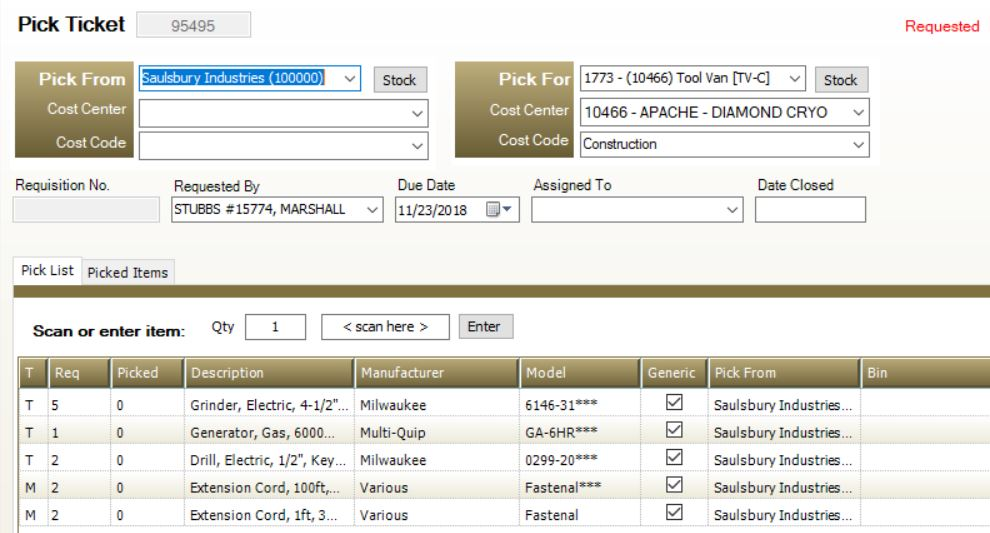 Pick Ticket 95495 Requested
Pick From Saulsbury Industries (100000) Stock Pick For 1773 - (10466) Tool Van [TV-C] Stock
Cost Center Cost Center 10466 - APACHE - DIAMOND CRYO
Cost Code Cost Code Construction
Requisition No. Requested By Due Date Assigned To Date Closed
STUBBS #15774, MARSHALL 11/23/2018
Pick List Picked Items
Scan or enter item: Qty 1 < scan here > Enter
T Req Picked Description Manufacturer Model Generic Pick From Bin
T 5 0 Grinder, Electric, 4-1/2"... Milwaukee 6146-31*** Saulsbury Industries...
T 1 0 Generator, Gas, 6000... Multi-Quip GA-6HR*** Saulsbury Industries...
T 2 0 Drill, Electric, 1/2", Key... Milwaukee 0299-20*** Saulsbury Industries...
M 2 0 Extension Cord, 100ft,... Various Fastenal*** Saulsbury Industries...
M 2 0 Extension Cord, 1ft, 3... Various Fastenal Saulsbury Industries...